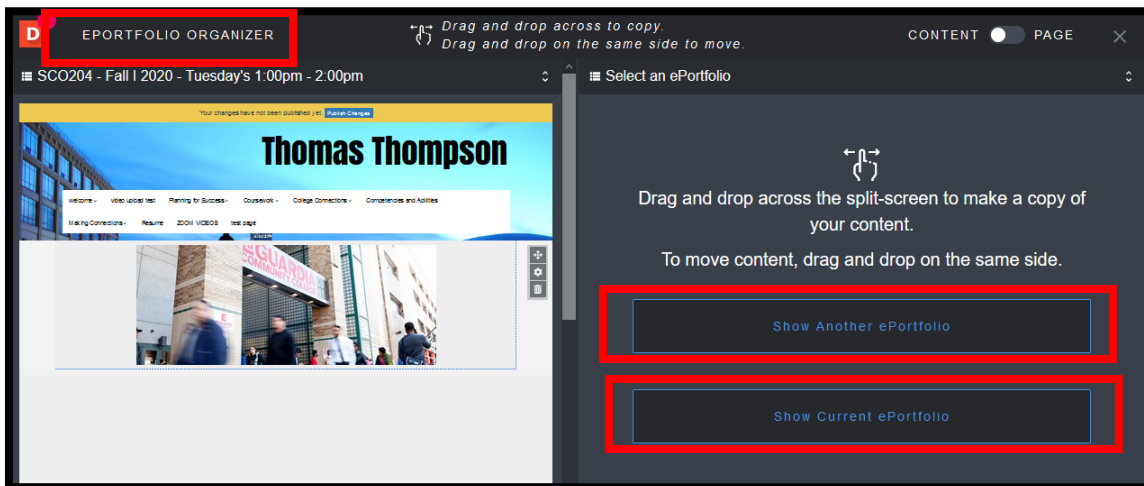 D EPORTFOLIO ORGANIZER
Drag and drop across to copy.
Drag and drop on the same side to move.
CONTENT PAGE
SCO204 - Fall I 2020 - Tuesday's 1:00pm - 2:00pm
Select an ePortfolio
Your changes have not been published yet. Publish Changes
Thomas Thompson
welcome video upload test Planning for Success Coursework College Connections Competencies and Abilities
Making Connections Resume ZOOM VIDEOS test page
GUARDIA
COMMUNITY COLLEGE
Drag and drop across the split-screen to make a copy of
your content.
To move content, drag and drop on the same side.
Show Another ePortfolio
Show Current ePortfolio